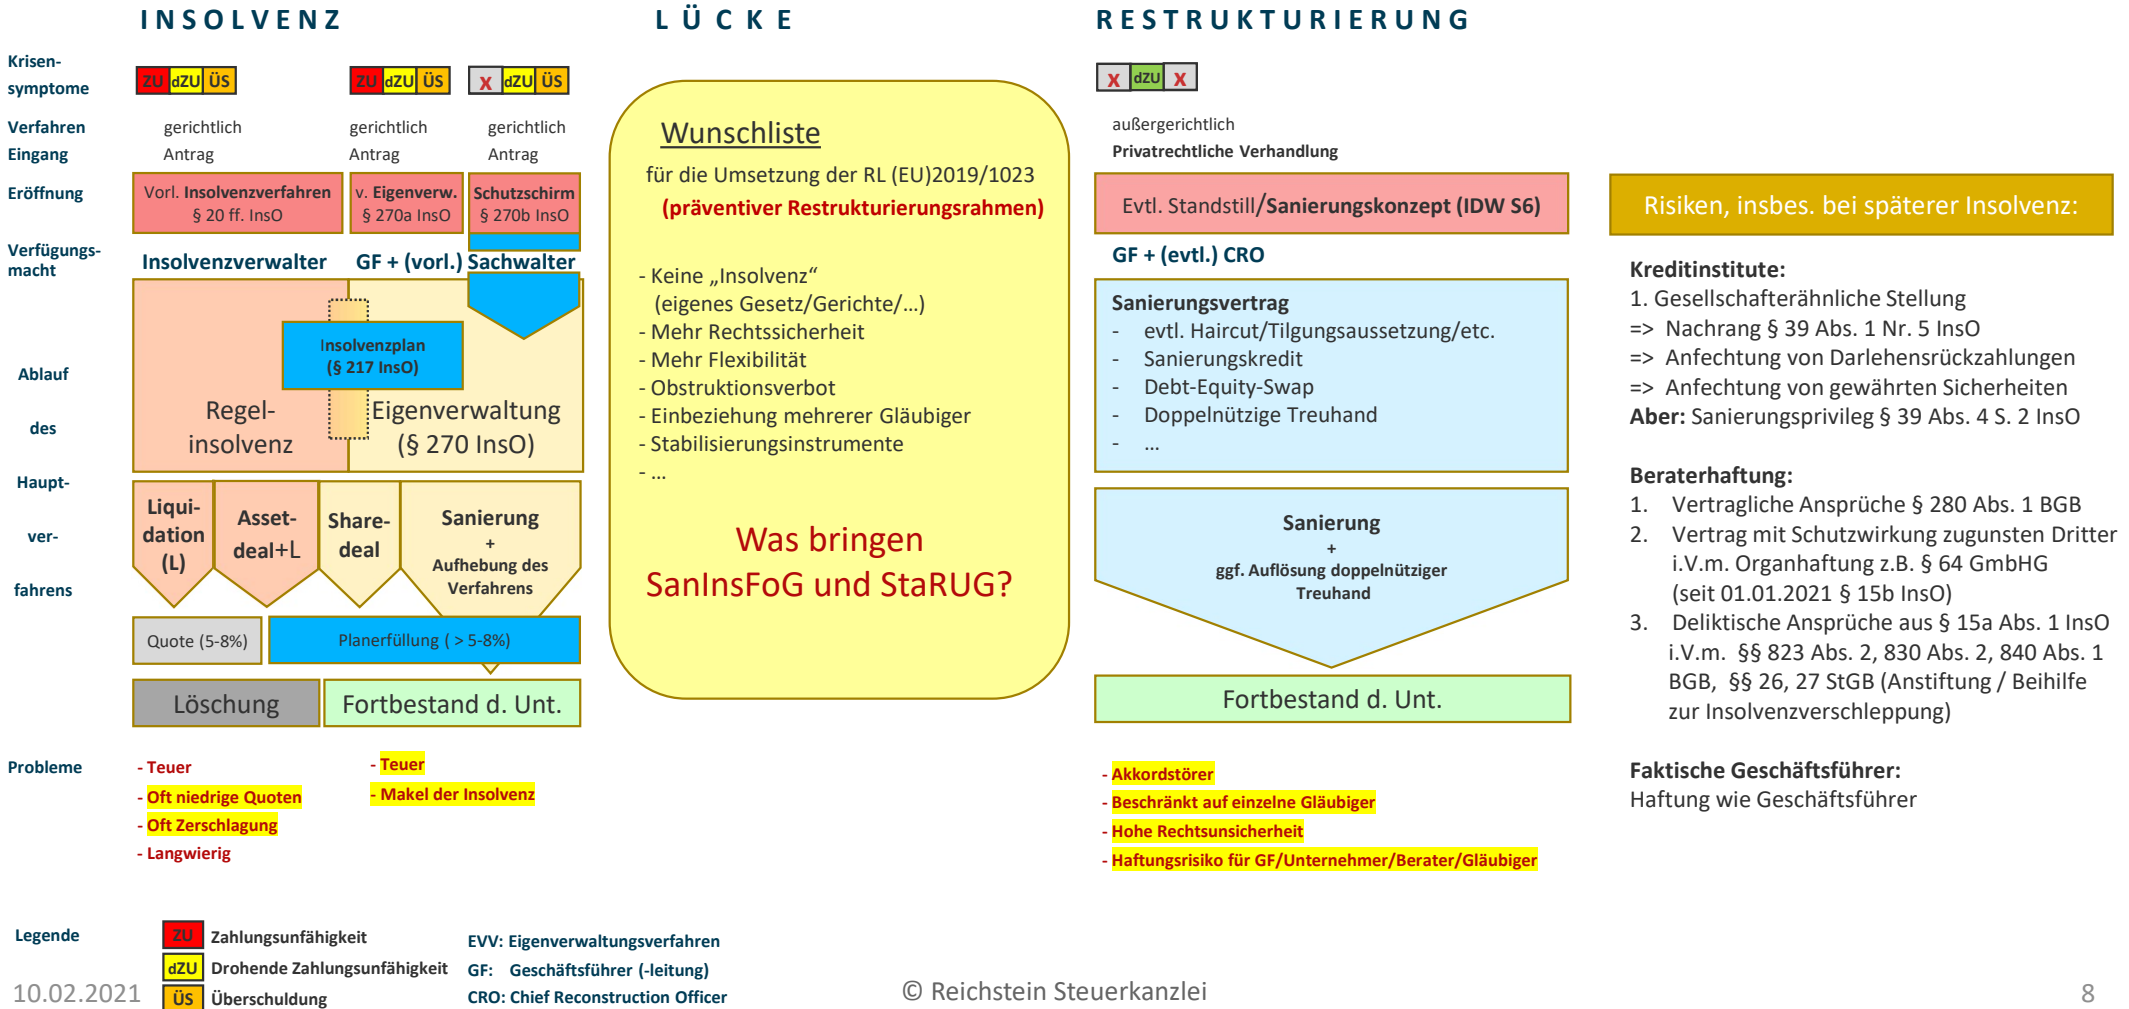 INSOLVENZ
LÜCKE
RESTRUKTURIERUNG
Krisen-
symptome
ZU dZU ÜS
ZU dZU ÜS
X dZU ÜS
X dZU X
Verfahren
gerichtlich
gerichtlich
gerichtlich
außergerichtlich
Eingang
Antrag
Antrag
Antrag
Privatrechtliche Verhandlung
Eröffnung
Vorl. Insolvenzverfahren
§ 20 ff. InsO
v. Eigenverw.
§ 270a InsO
Schutzschirm
§ 270b InsO
Evtl. Standstill/Sanierungskonzept (IDW S6)
Verfügungs-
macht
Insolvenzverwalter
GF + (vorl.) Sachwalter
GF + (evtl.) CRO
Ablauf
des
Haupt-
ver-
fahrens
Insolvenzplan
(§ 217 InsO)
Regel-
insolvenz
Eigenverwaltung
(§ 270 InsO)
Liqui-
dation
(L)
Asset-
deal+L
Share-
deal
Sanierung
+
Aufhebung des
Verfahrens
Quote (5-8%)
Planerfüllung ( > 5-8%)
Löschung
Fortbestand d. Unt.
Wunschliste
für die Umsetzung der RL (EU)2019/1023
(präventiver Restrukturierungsrahmen)
- Keine „Insolvenz“
(eigenes Gesetz/Gerichte/...)
- Mehr Rechtssicherheit
- Mehr Flexibilität
- Obstruktionsverbot
- Einbeziehung mehrerer Gläubiger
- Stabilisierungsinstrumente
- ...
Was bringen
SanInsFoG und StaRUG?
Sanierungsvertrag
- evtl. Haircut/Tilgungsaussetzung/etc.
- Sanierungskredit
- Debt-Equity-Swap
- Doppelnützige Treuhand
- ...
Sanierung
+
ggf. Auflösung doppelnütziger
Treuhand
Fortbestand d. Unt.
Risiken, insbes. bei späterer Insolvenz:
Kreditinstitute:
1. Gesellschafterähnliche Stellung
=> Nachrang § 39 Abs. 1 Nr. 5 InsO
=> Anfechtung von Darlehensrückzahlungen
=> Anfechtung von gewährten Sicherheiten
Aber: Sanierungsprivileg § 39 Abs. 4 S. 2 InsO
Beraterhaftung:
1. Vertragliche Ansprüche § 280 Abs. 1 BGB
2. Vertrag mit Schutzwirkung zugunsten Dritter
i.V.m. Organhaftung z.B. § 64 GmbHG
(seit 01.01.2021 § 15b InsO)
3. Deliktische Ansprüche aus § 15a Abs. 1 InsO
i.V.m. §§ 823 Abs. 2, 830 Abs. 2, 840 Abs. 1
BGB, §§ 26, 27 StGB (Anstiftung / Beihilfe
zur Insolvenzverschleppung)
Faktische Geschäftsführer:
Haftung wie Geschäftsführer
Probleme
- Teuer
- Oft niedrige Quoten
- Oft Zerschlagung
- Langwierig
- Teuer
- Makel der Insolvenz
- Akkordstörer
- Beschränkt auf einzelne Gläubiger
- Hohe Rechtsunsicherheit
- Haftungsrisiko für GF/Unternehmer/Berater/Gläubiger
Legende
ZU Zahlungsunfähigkeit
dZU Drohende Zahlungsunfähigkeit
ÜS Überschuldung
EVV: Eigenverwaltungsverfahren
GF: Geschäftsführer (-leitung)
CRO: Chief Reconstruction Officer
10.02.2021
© Reichstein Steuerkanzlei
8